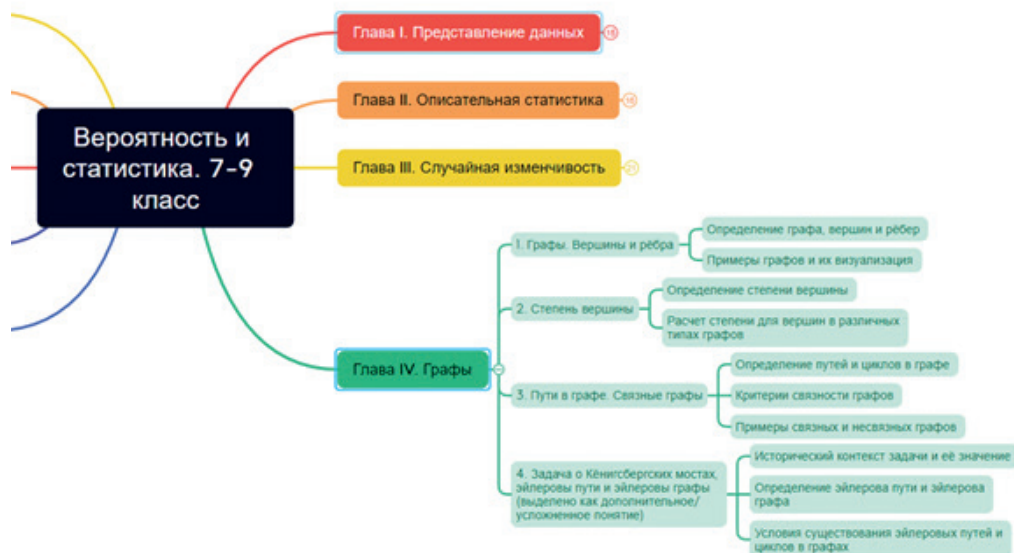 Вероятность и
статистика. 7-9
класс
Глава I. Представление данных
15
Глава II. Описательная статистика
16
Глава III. Случайная изменчивость
21
Глава IV. Графы
1. Графы. Вершины и рёбра
Определение графа, вершин и рёбер
Примеры графов и их визуализация
2. Степень вершины
Определение степени вершины
Расчет степени для вершин в различных
типах графов
3. Пути в графе. Связные графы
Определение путей и циклов в графе
Критерии связности графов
Примеры связных и несвязных графов
4. Задача о Кёнигсбергских мостах,
эйлеровы пути и эйлеровы графы
(выделено как дополнительное/
усложненное понятие)
Исторический контекст задачи и её значение
Определение эйлерова пути и эйлерова
графа
Условия существования эйлеровых путей и
циклов в графах